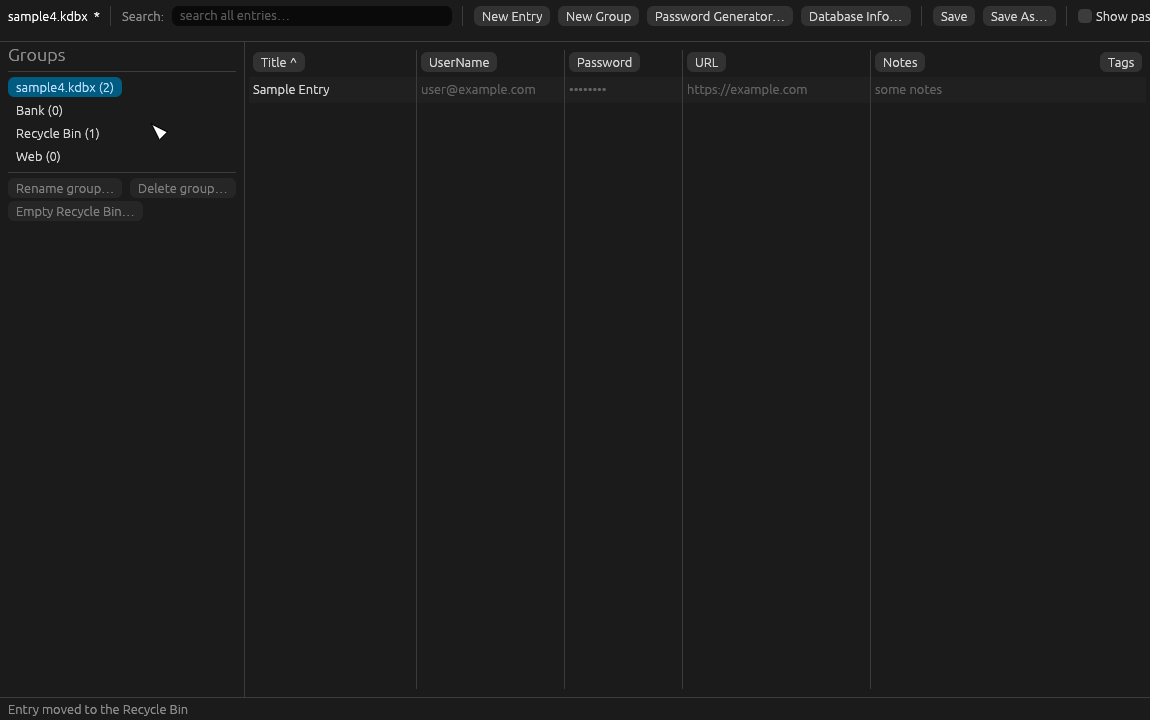 sample4.kdbx * Search: search all entries... New Entry New Group Password Generator... Database Info... Save Save As... Show pas
Groups
sample4.kdbx (2)
Bank (0)
Recycle Bin (1)
Web (0)
Rename group... Delete group...
Empty Recycle Bin...
Title ^ UserName Password URL Notes Tags
Sample Entry user@example.com •••••••• https://example.com some notes
Entry moved to the Recycle Bin